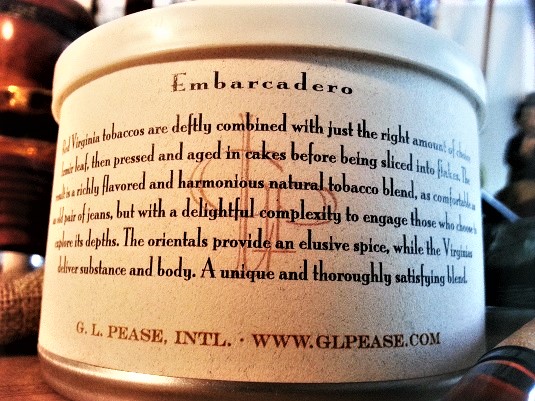 Embarcadero
Red Virginia tobaccos are deftly combined with just the right amount of choice
Izmir leaf, then pressed and aged in cakes before being sliced into flakes. The
result is a richly flavored and harmonious natural tobacco blend, as comfortable as
an old pair of jeans, but with a delightful complexity to engage those who choose to
explore its depths. The orientals provide an elusive spice, while the Virginias
deliver substance and body. A unique and thoroughly satisfying blend.
G. L. PEASE, INTL. · WWW.GLPEASE.COM